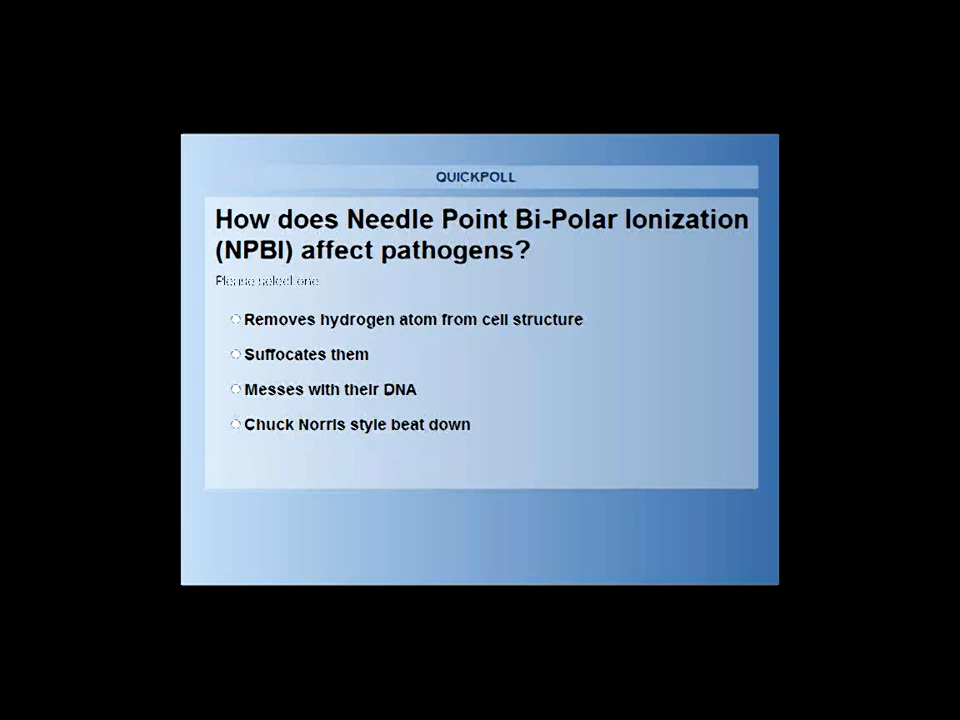 QUICKPOLL
How does Needle Point Bi-Polar Ionization
(NPBI) affect pathogens?
Please select one:
Removes hydrogen atom from cell structure
Suffocates them
Messes with their DNA
Chuck Norris style beat down